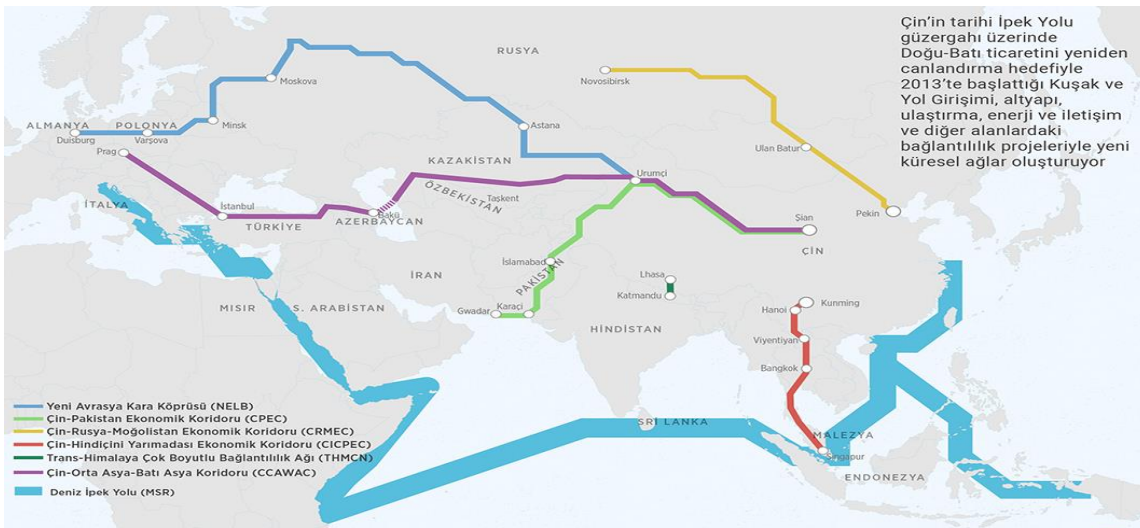 Çin'in tarihi İpek Yolu
güzergahı üzerinde
Doğu-Batı ticaretini yeniden
canlandırma hedefiyle
2013'te başlattığı Kuşak ve
Yol Girişimi, altyapı,
ulaştırma, enerji ve iletişim
ve diğer alanlardaki
bağlantılılık projeleriyle yeni
küresel ağlar oluşturuyor
RUSYA
Moskova
Novosibirsk
ALMANYA
POLONYA
Minsk
Duisburg
Varşova
Astana
Prag
Ulan Batur
KAZAKİSTAN
Urumçi
ÖZBEKİSTAN
Taşkent
İTALYA
İstanbul
Bakü
AZERBAYCAN
TÜRKİYE
Pekin
Şian
ÇİN
İslamabad
PAKİSTAN
İRAN
Lhasa
Katmandu
MISIR
S. ARABİSTAN
Gwadar
Karaçi
HİNDİSTAN
Kunming
Hanoi
Viyentiyan
Bangkok
SRİ LANKA
MALEZYA
Singapur
ENDONEZYA
Yeni Avrasya Kara Köprüsü (NELB)
Çin-Pakistan Ekonomik Koridoru (CPEC)
Çin-Rusya-Moğolistan Ekonomik Koridoru (CRMEC)
Çin-Hindiçini Yarımadası Ekonomik Koridoru (CICPEC)
Trans-Himalaya Çok Boyutlu Bağlantılılık Ağı (THMCN)
Çin-Orta Asya-Batı Asya Koridoru (CCAWAC)
Deniz İpek Yolu (MSR)